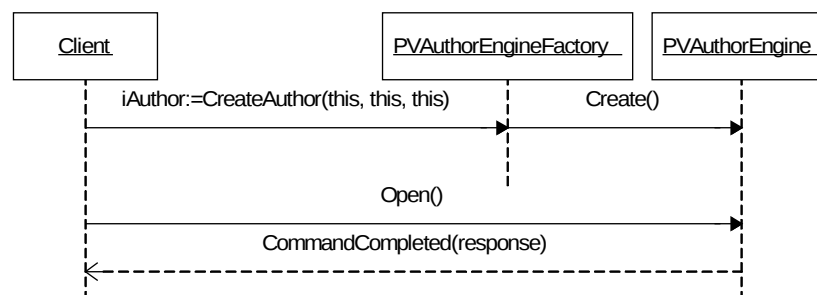 Client
PVAuthorEngineFactory
PVAuthorEngine
iAuthor:=CreateAuthor(this, this, this)
Create()
Open()
CommandCompleted(response)